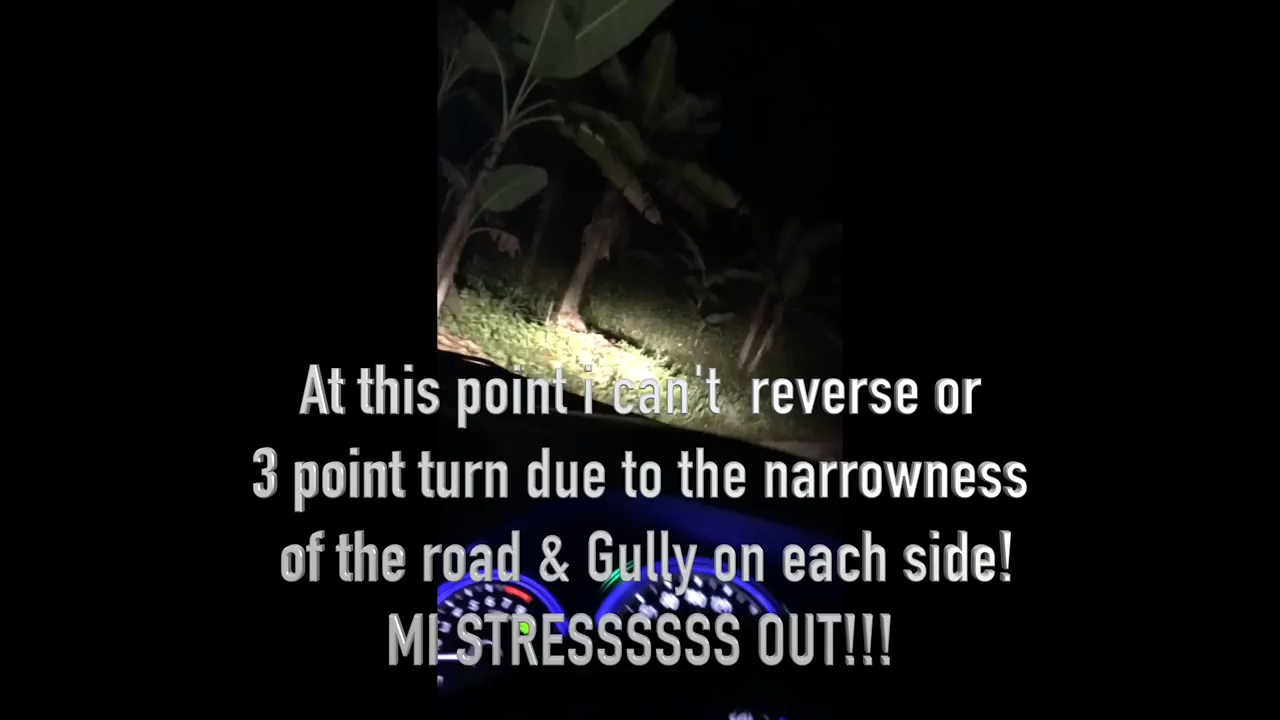 At this point i can't reverse or
3 point turn due to the narrowness
of the road & Gully on each side!
MI STRESSSSSS OUT!!!